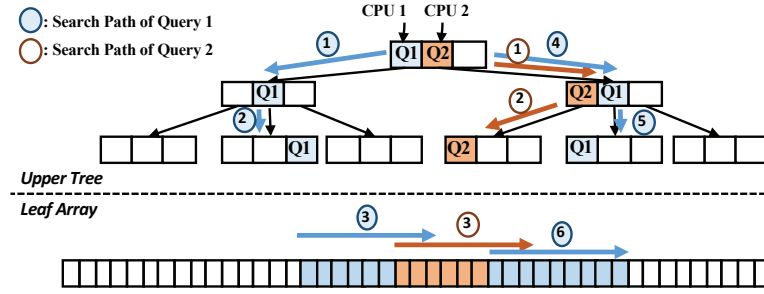 : Search Path of Query 1
: Search Path of Query 2
CPU 1 CPU 2
1 1 4
Q1 Q2
Q1 Q2 Q1
2 2 5
Q1 Q2 Q1
Upper Tree
Leaf Array
3 3 6